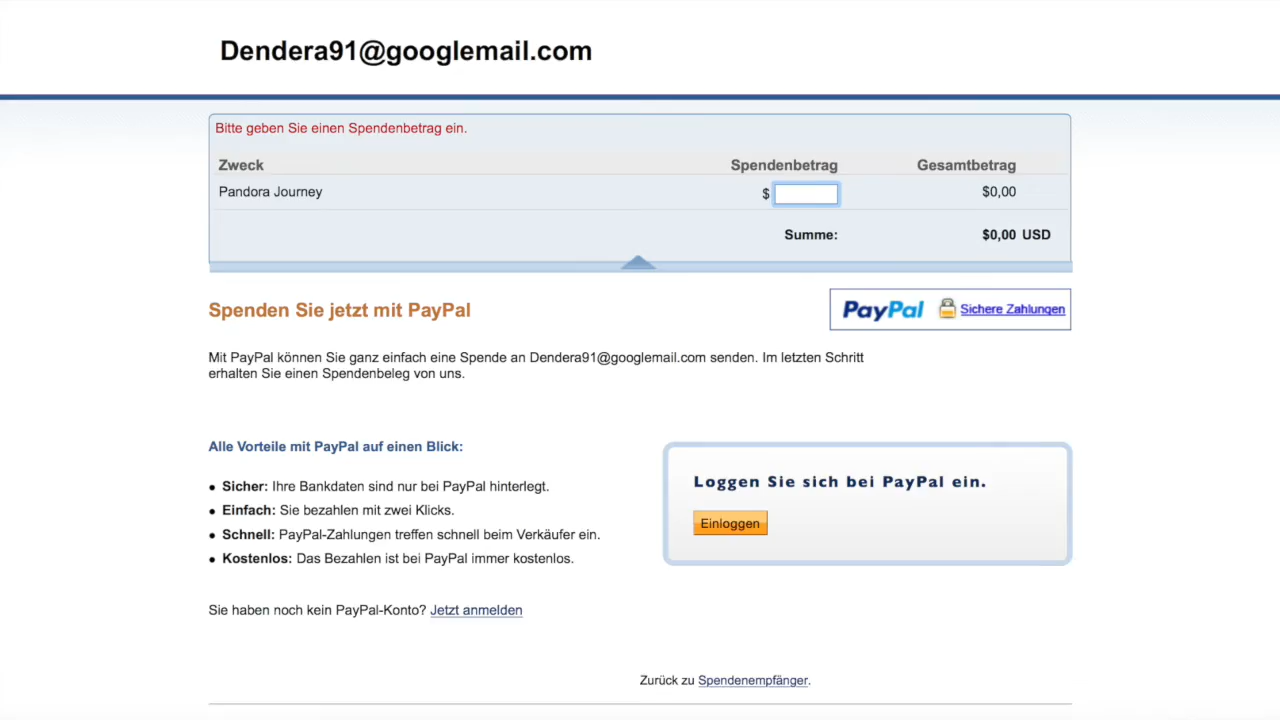 Dendera91@googlemail.com
Bitte geben Sie einen Spendenbetrag ein.
Zweck Spendenbetrag Gesamtbetrag
Pandora Journey $ $0,00
Summe: $0,00 USD
Spenden Sie jetzt mit PayPal
PayPal Sichere Zahlungen
Mit PayPal können Sie ganz einfach eine Spende an Dendera91@googlemail.com senden. Im letzten Schritt
erhalten Sie einen Spendenbeleg von uns.
Alle Vorteile mit PayPal auf einen Blick:
• Sicher: Ihre Bankdaten sind nur bei PayPal hinterlegt.
• Einfach: Sie bezahlen mit zwei Klicks.
• Schnell: PayPal-Zahlungen treffen schnell beim Verkäufer ein.
• Kostenlos: Das Bezahlen ist bei PayPal immer kostenlos.
Loggen Sie sich bei PayPal ein.
Einloggen
Sie haben noch kein PayPal-Konto? Jetzt anmelden
Zurück zu Spendenempfänger.